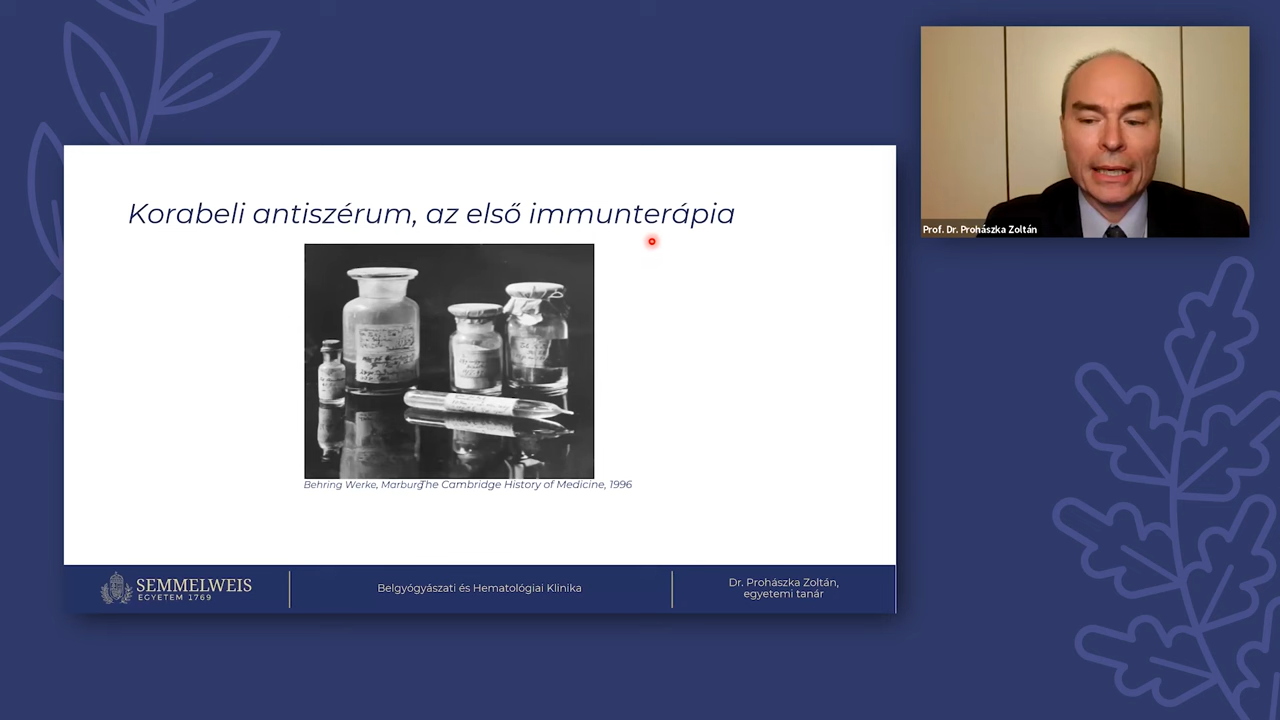 Prof. Dr. Prohászka Zoltán
Korabeli antiszérum, az első immunterápia
Behring Werke, Marburg
The Cambridge History of Medicine, 1996
SEMMELWEIS
EGYETEM 1769
Belgyógyászati és Hematológiai Klinika
Dr. Prohászka Zoltán,
egyetemi tanár